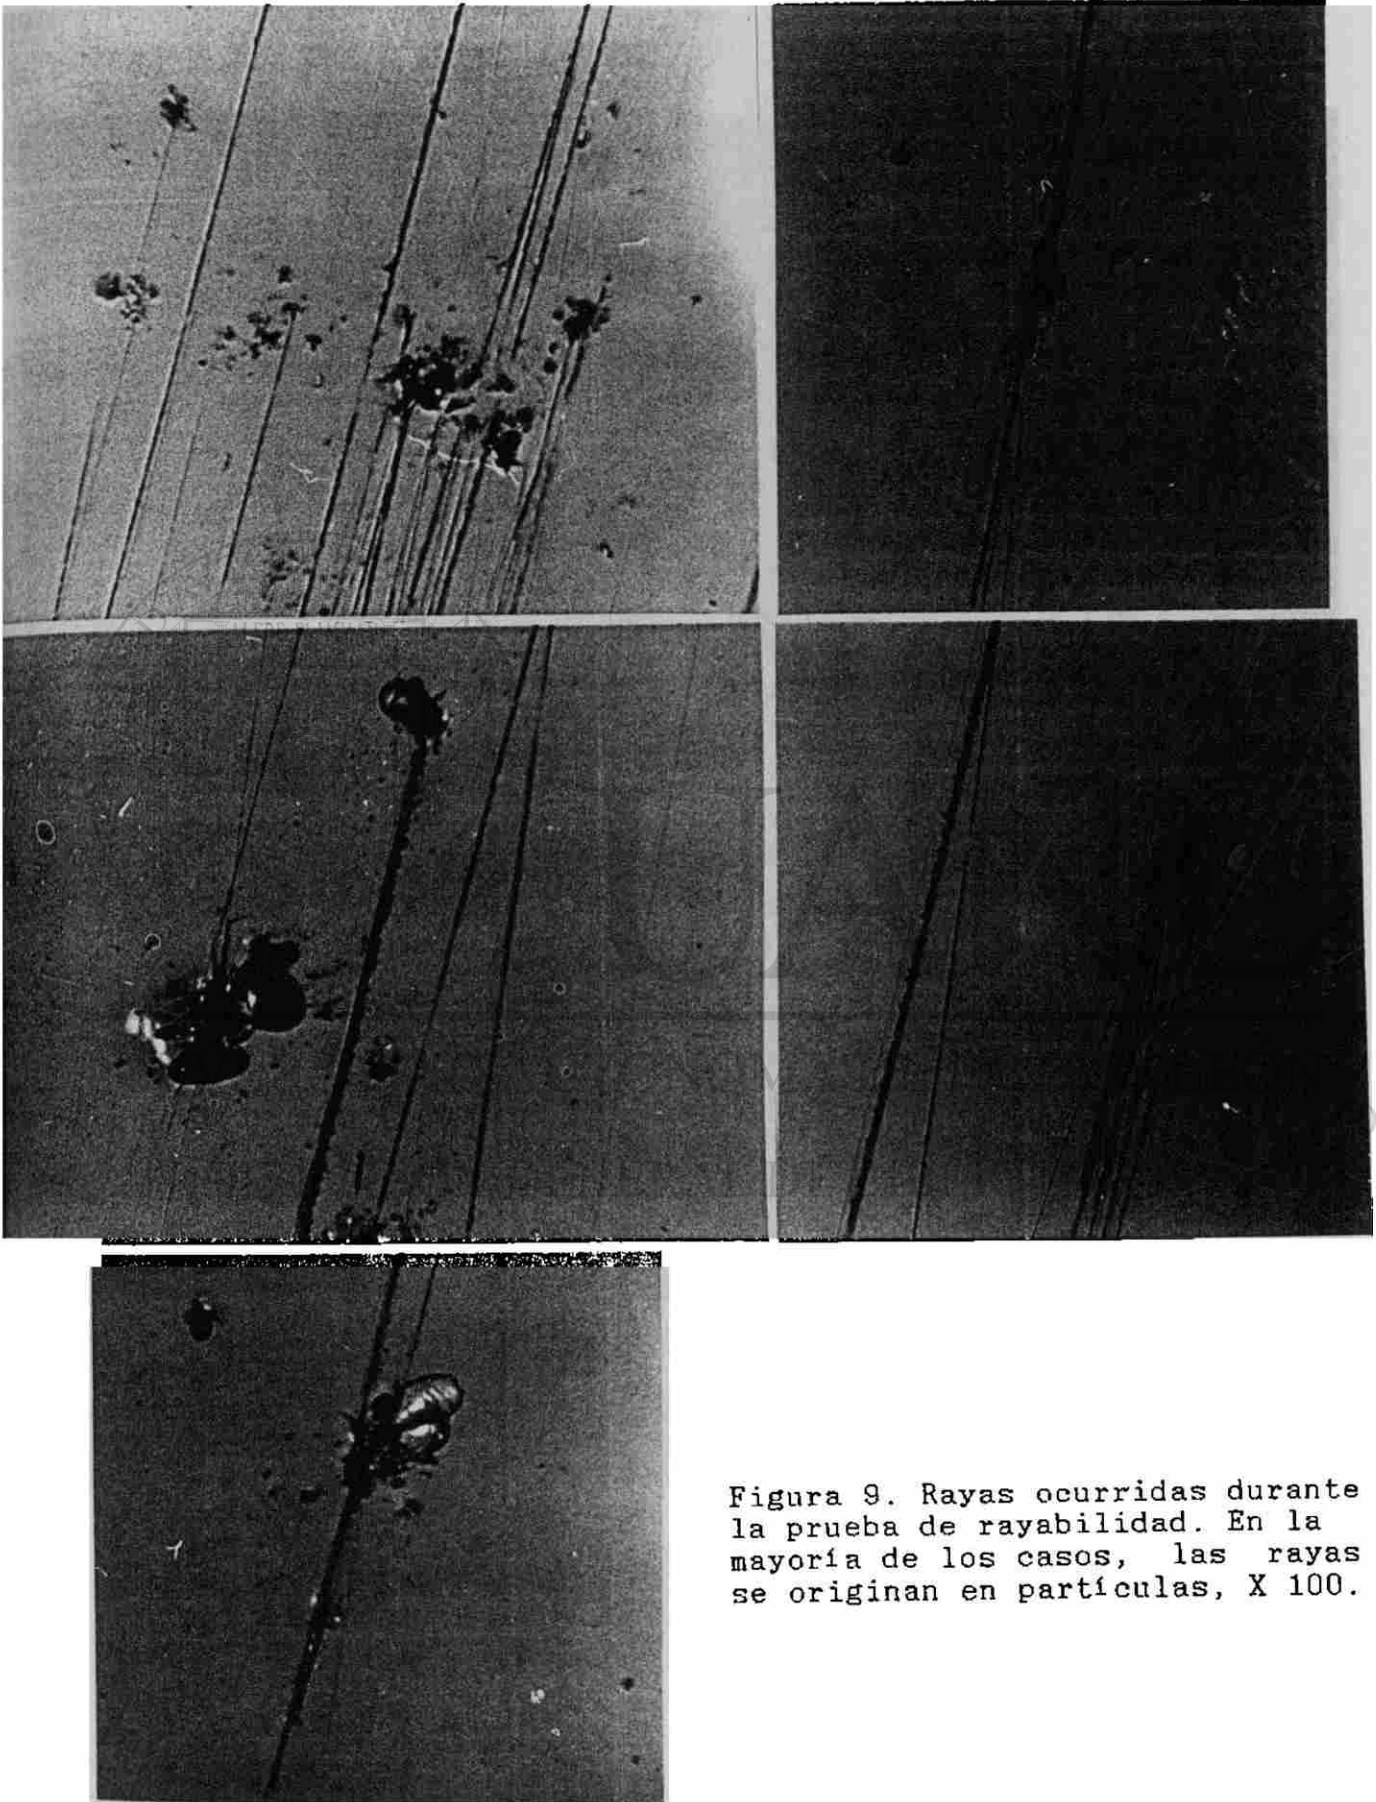 Figura 9. Rayas ocurridas durante
la prueba de rayabilidad. En la
mayoría de los casos, las rayas
se originan en partículas, X 100.